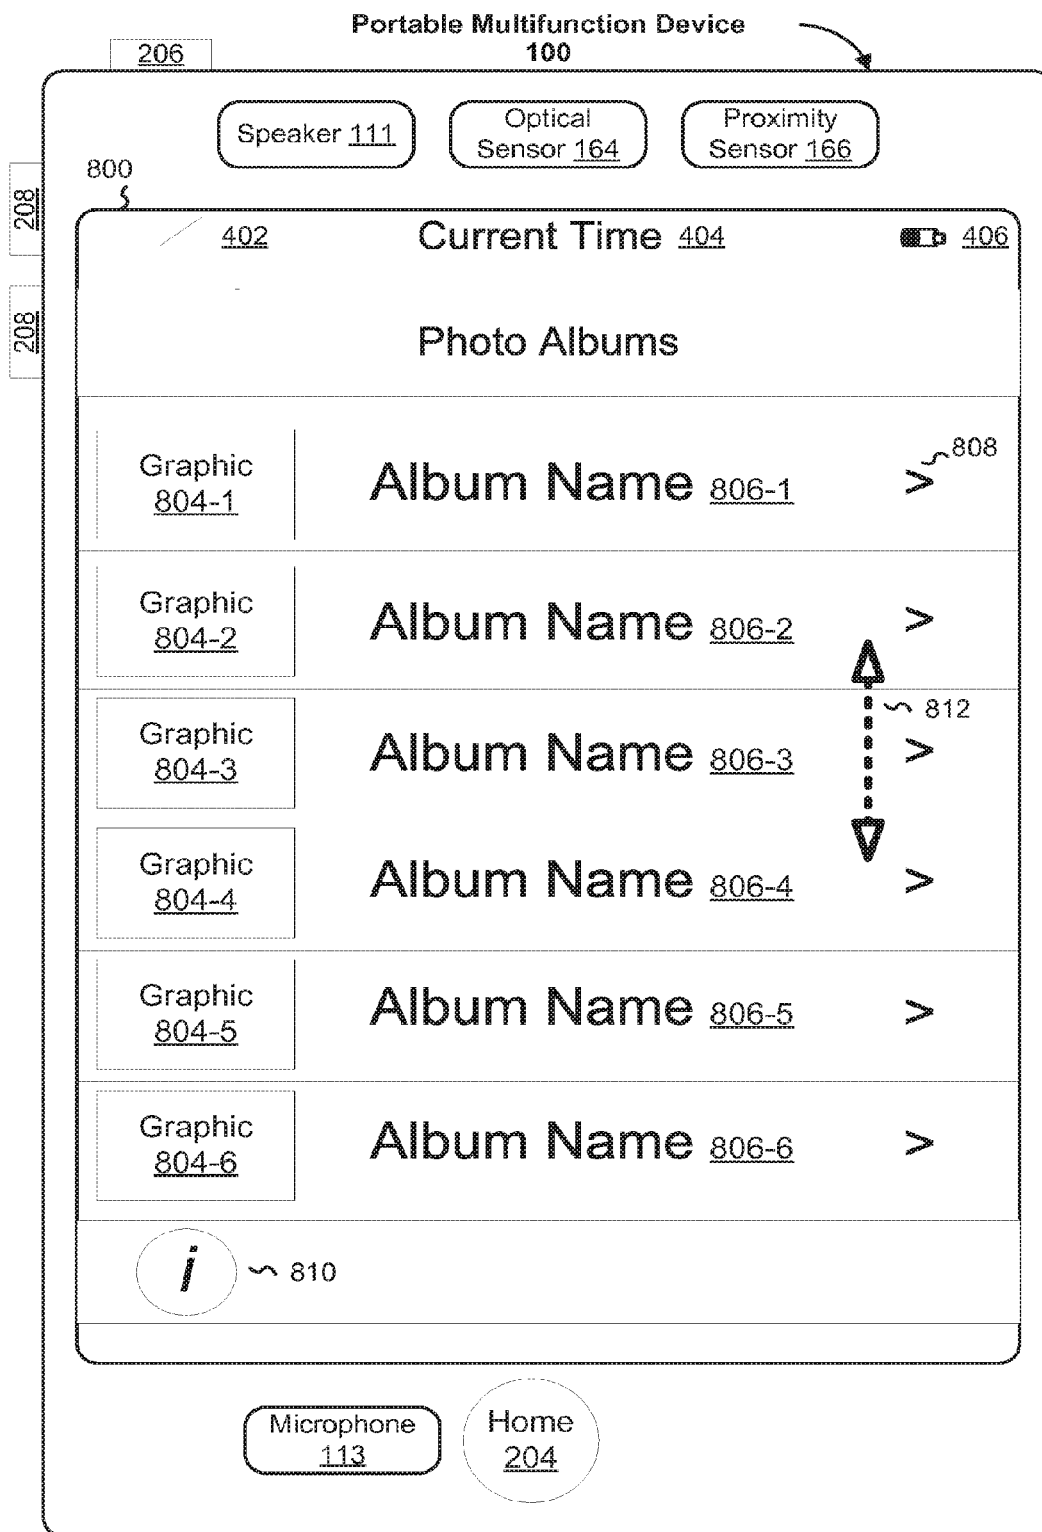 Portable Multifunction Device
100
206
Speaker 111
Optical
Sensor 164
Proximity
Sensor 166
800
208
402
Current Time 404
406
208
Photo Albums
Graphic
804-1
Album Name 806-1
>
808
Graphic
804-2
Album Name 806-2
>
812
Graphic
804-3
Album Name 806-3
>
Graphic
804-4
Album Name 806-4
>
Graphic
804-5
Album Name 806-5
>
Graphic
804-6
Album Name 806-6
>
i
810
Microphone
113
Home
204